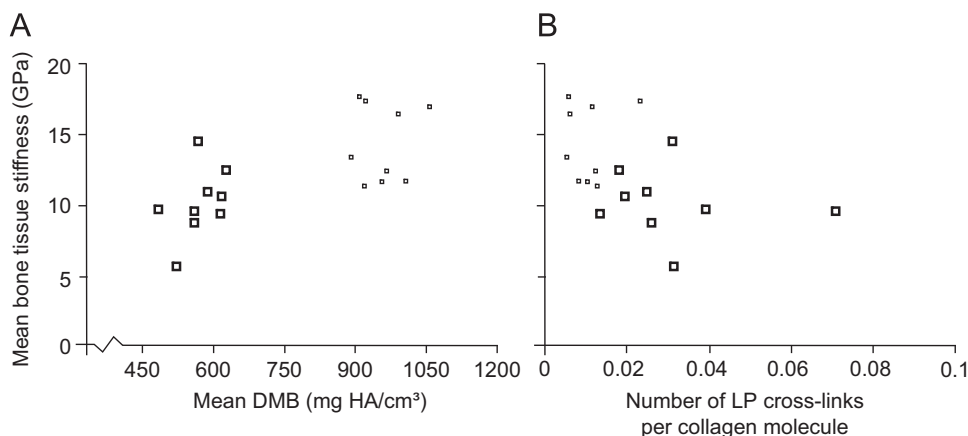 A
B
Mean bone tissue stiffness (GPa)
20
15
10
5
0
450 600 750 900 1050 1200
Mean DMB (mg HA/cm³)
0 0.02 0.04 0.06 0.08 0.1
Number of LP cross-links
per collagen molecule